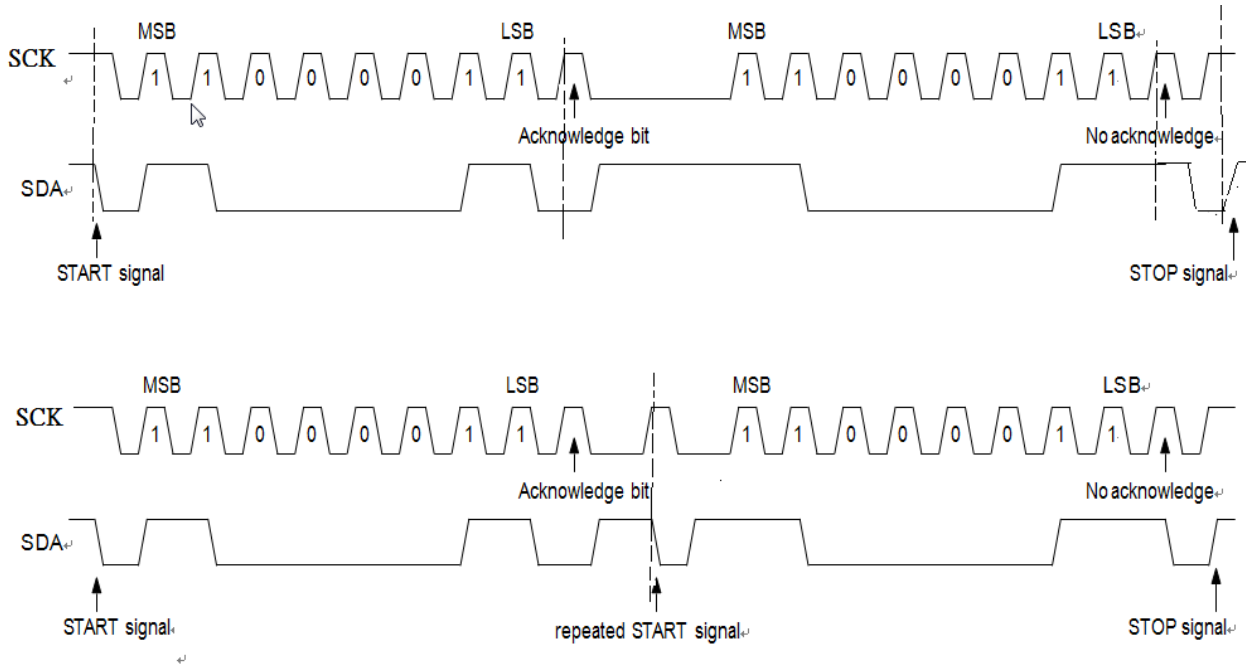 MSB LSB MSB LSB
SCK
1 1 0 0 0 0 1 1 1 1 0 0 0 0 1 1
Acknowledge bit No acknowledge
SDA
START signal STOP signal
MSB LSB MSB LSB
SCK
1 1 0 0 0 0 1 1 1 1 0 0 0 0 1 1
Acknowledge bit No acknowledge
SDA
START signal repeated START signal STOP signal